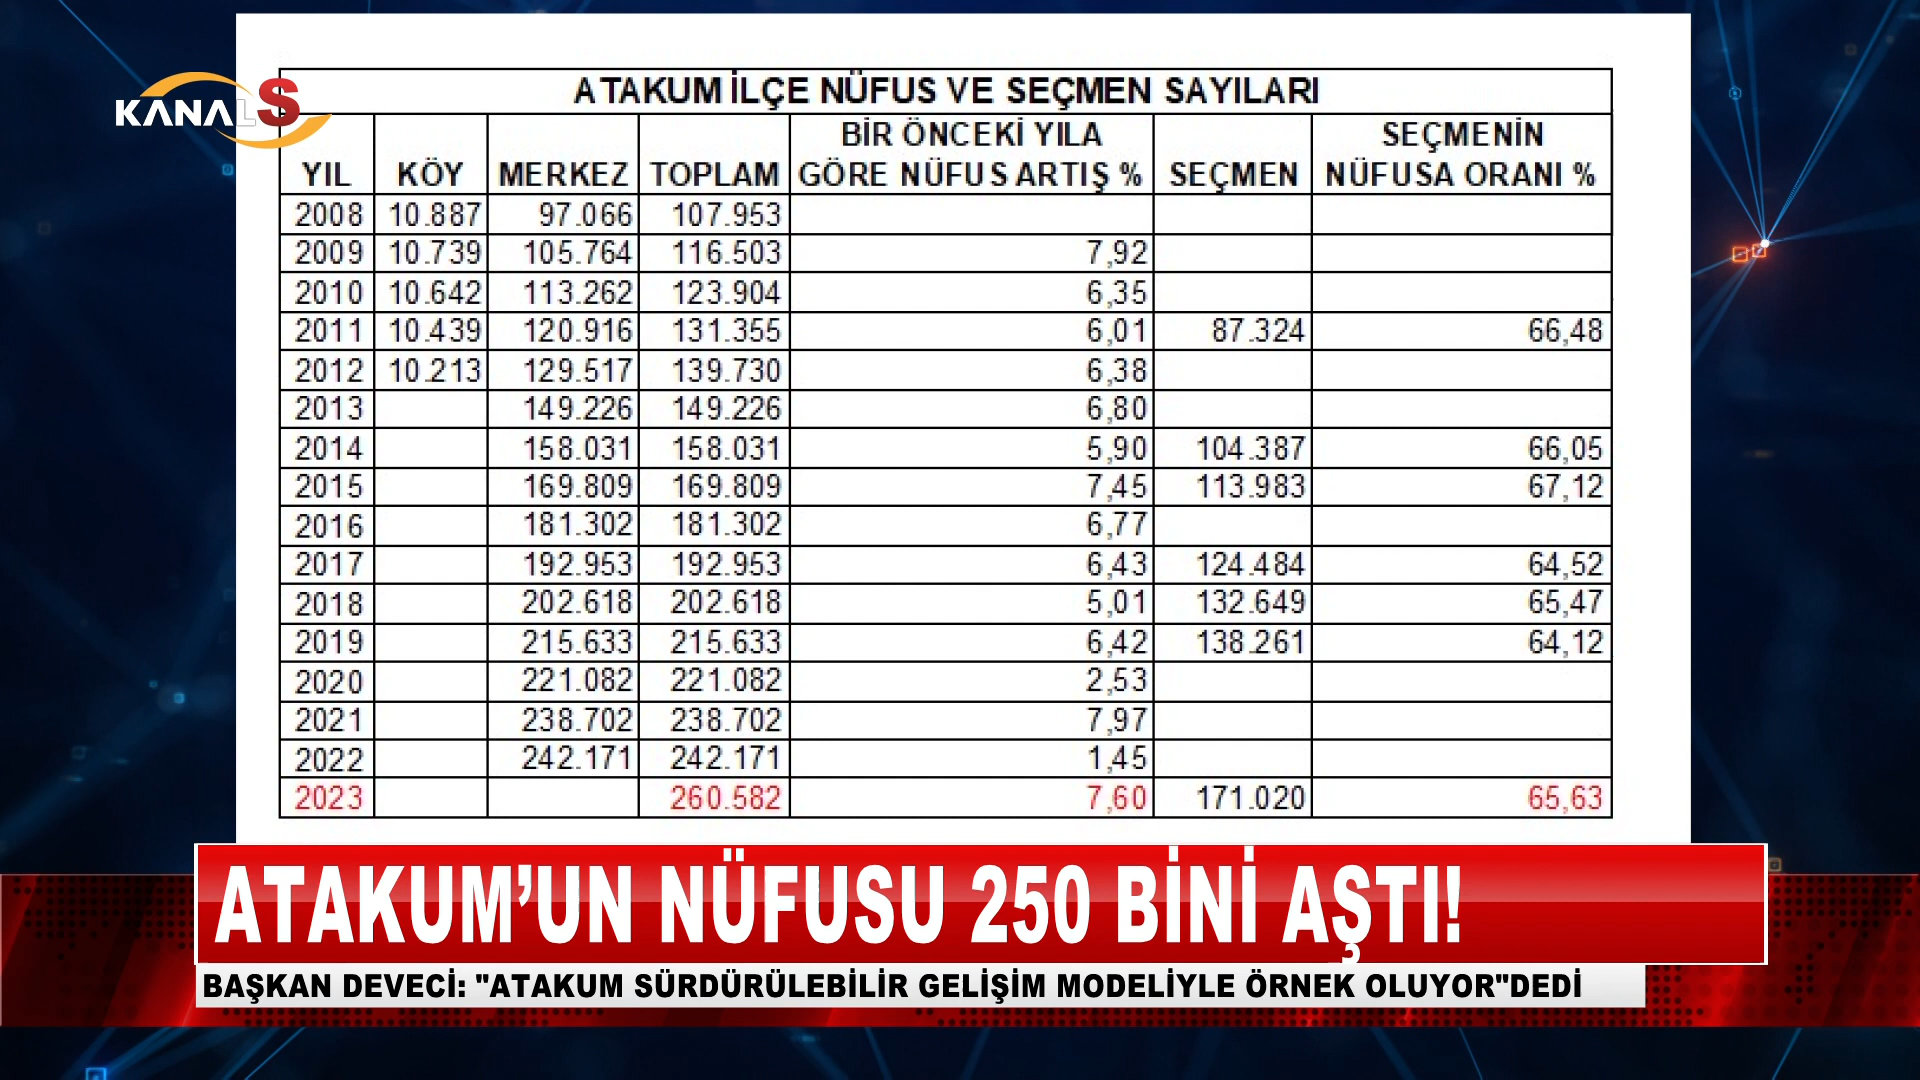 KANALS
ATAKUM İLÇE NÜFUS VE SEÇMEN SAYILARI
YIL KÖY MERKEZ TOPLAM BİR ÖNCEKİ YILA GÖRE NÜFUS ARTIŞ % SEÇMEN SEÇMENİN NÜFUSA ORANI %
2008 10.887 97.066 107.953
2009 10.739 105.764 116.503 7,92
2010 10.642 113.262 123.904 6,35
2011 10.439 120.916 131.355 6,01 87.324 66,48
2012 10.213 129.517 139.730 6,38
2013 149.226 149.226 6,80
2014 158.031 158.031 5,90 104.387 66,05
2015 169.809 169.809 7,45 113.983 67,12
2016 181.302 181.302 6,77
2017 192.953 192.953 6,43 124.484 64,52
2018 202.618 202.618 5,01 132.649 65,47
2019 215.633 215.633 6,42 138.261 64,12
2020 221.082 221.082 2,53
2021 238.702 238.702 7,97
2022 242.171 242.171 1,45
2023 260.582 7,60 171.020 65,63
ATAKUM’UN NÜFUSU 250 BİNİ AŞTI!
BAŞKAN DEVECİ: "ATAKUM SÜRDÜRÜLEBİLİR GELİŞİM MODELİYLE ÖRNEK OLUYOR"DEDİ